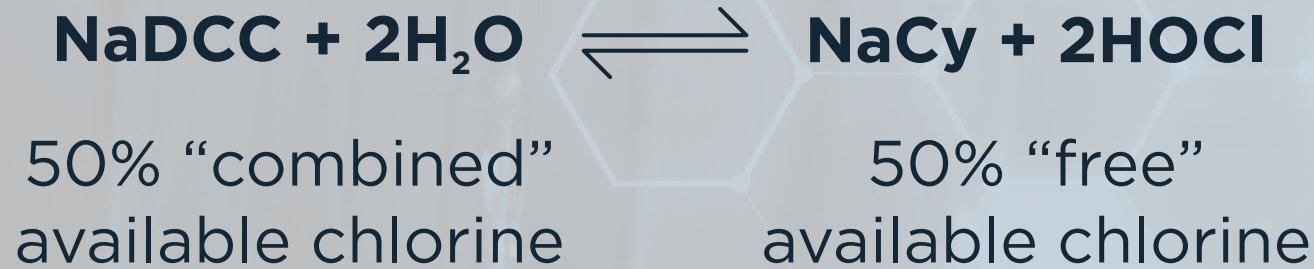 NaDCC + 2H₂O ⇌ NaCy + 2HOCl
50% “combined”
available chlorine
50% “free”
available chlorine